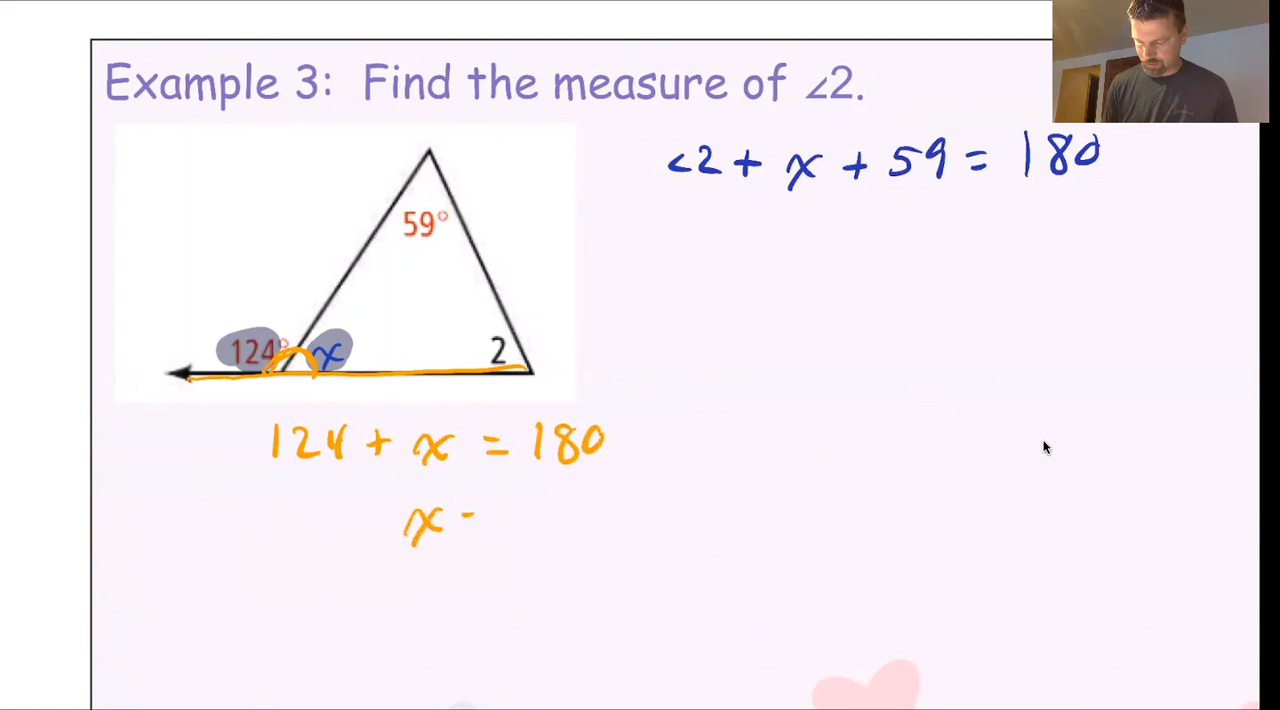 Example 3: Find the measure of ∠2.
<2 + x + 59 = 180
59°
124° x 2
124 + x = 180
x -